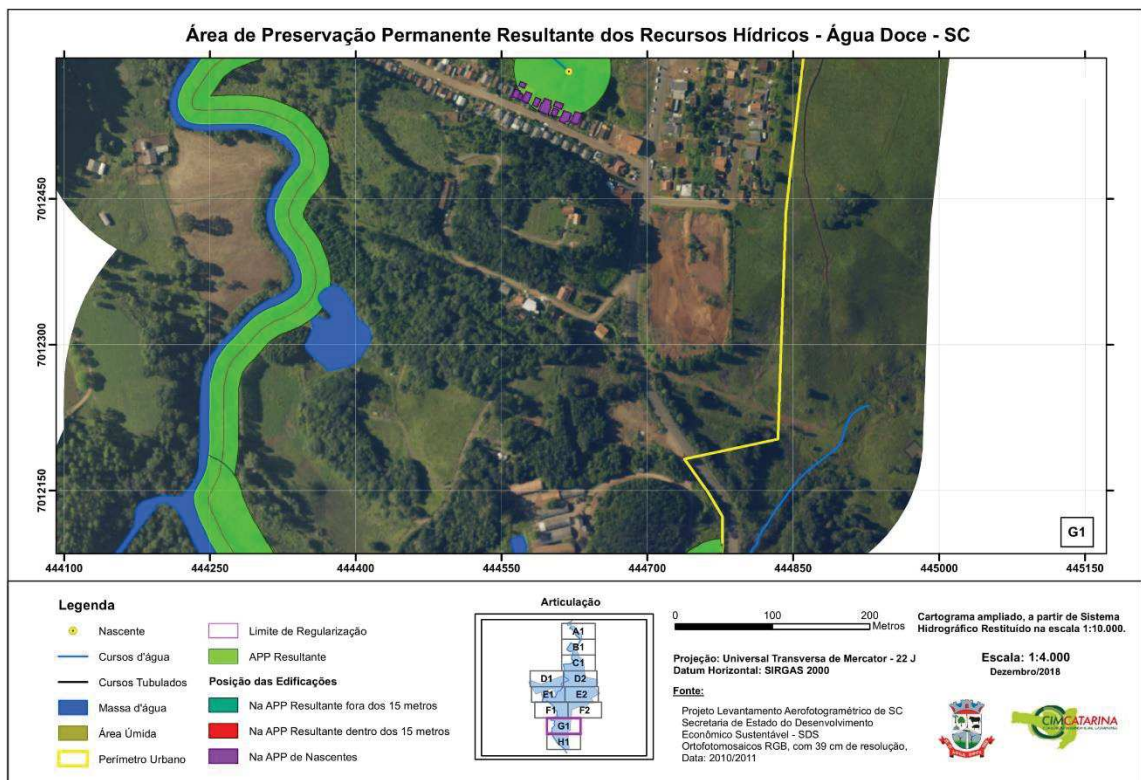 Área de Preservação Permanente Resultante dos Recursos Hídricos - Água Doce - SC
7012450
7012300
7012150
G1
444100 444250 444400 444550 444700 444850 445000 445150
Legenda
Nascente
Cursos d'água
Cursos Tubulados
Massa d'água
Área Úmida
Perímetro Urbano
Limite de Regularização
APP Resultante
Posição das Edificações
Na APP Resultante fora dos 15 metros
Na APP Resultante dentro dos 15 metros
Na APP de Nascentes
Articulação
A1
B1
C1
D1 D2
E1 E2
F1 F2
G1
H1
0 100 200
Metros
Projeção: Universal Transversa de Mercator - 22 J
Datum Horizontal: SIRGAS 2000
Fonte:
Projeto Levantamento Aerofotogramétrico de SC
Secretaria de Estado do Desenvolvimento
Econômico Sustentável - SDS
Ortofotomosaicos RGB, com 39 cm de resolução,
Data: 2010/2011
Cartograma ampliado, a partir de Sistema
Hidrográfico Restituído na escala 1:10.000.
Escala: 1:4.000
Dezembro/2018
CIMCATARINA